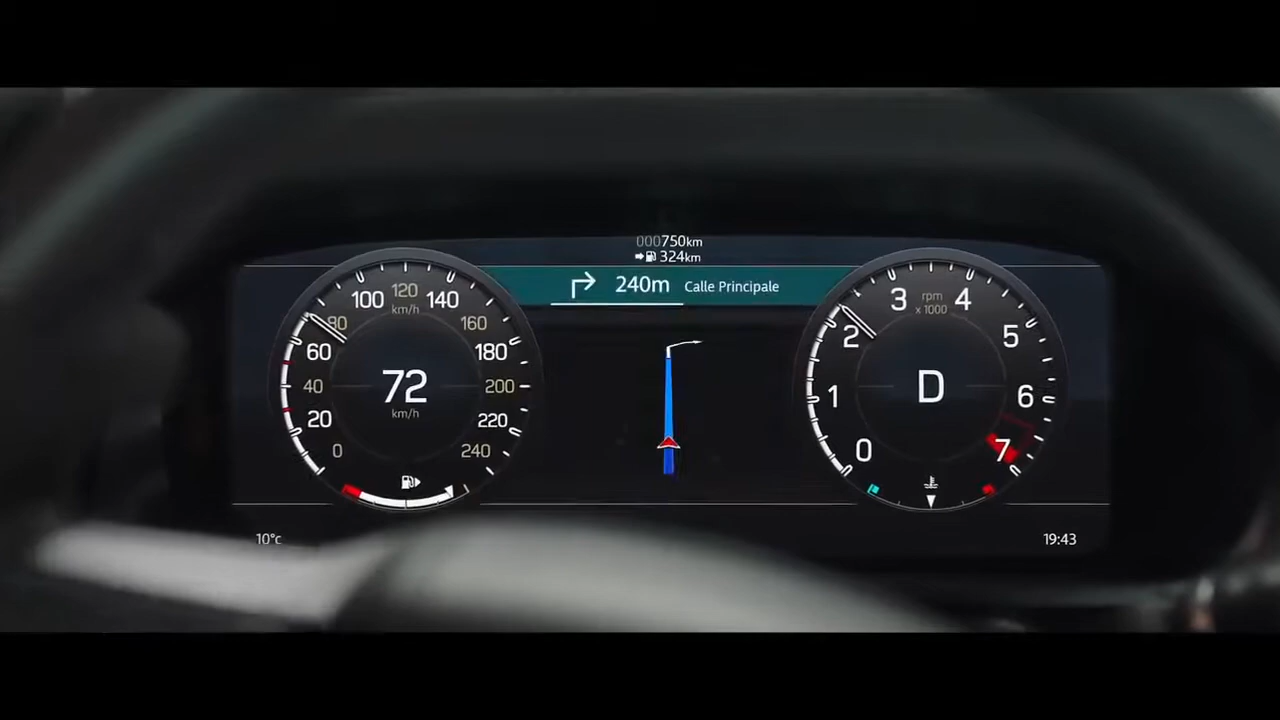 000750km
324km
240m Calle Principale
100 120 140
km/h
80 160
60 180
40 200
20 220
0 240
72
km/h
3 rpm 4
x 1000
2 5
1 6
0 7
D
10°c
19:43